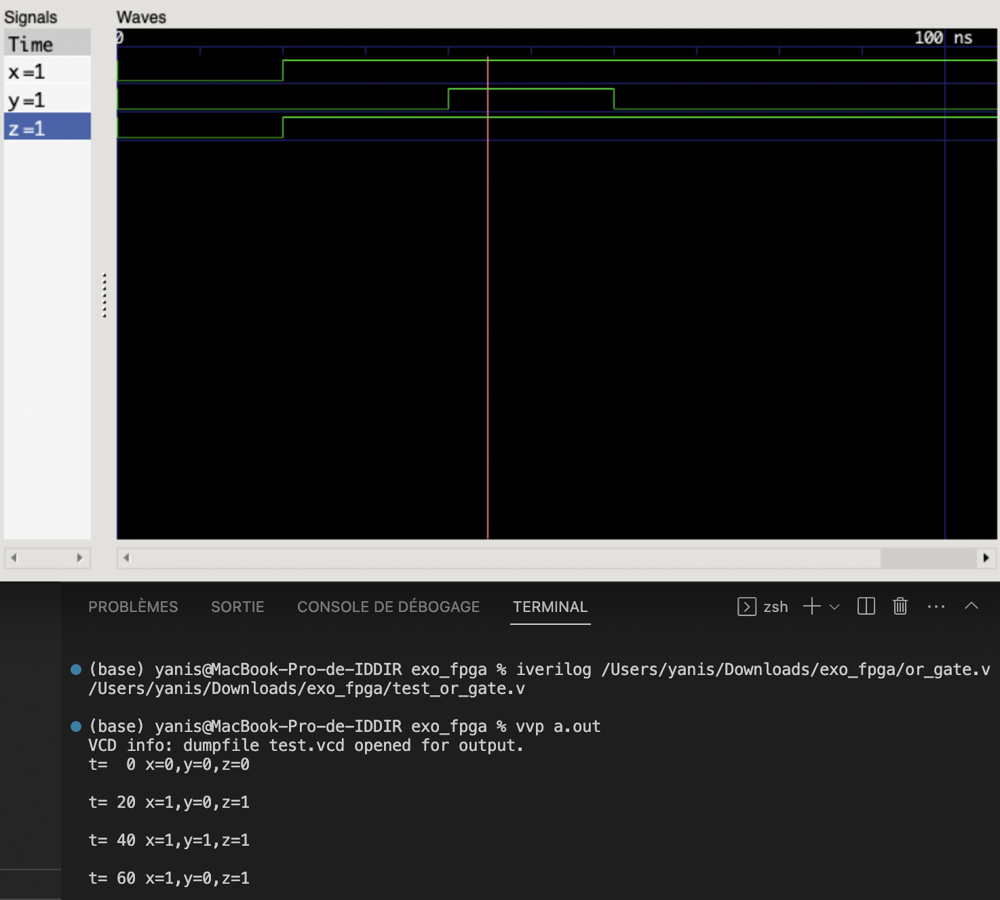 Signals
Waves
Time
0
100 ns
x=1
y=1
z=1
PROBLÈMES SORTIE CONSOLE DE DÉBOGAGE TERMINAL zsh
(base) yanis@MacBook-Pro-de-IDDIR exo_fpga % iverilog /Users/yanis/Downloads/exo_fpga/or_gate.v
/Users/yanis/Downloads/exo_fpga/test_or_gate.v
(base) yanis@MacBook-Pro-de-IDDIR exo_fpga % vvp a.out
VCD info: dumpfile test.vcd opened for output.
t=  0 x=0,y=0,z=0
t= 20 x=1,y=0,z=1
t= 40 x=1,y=1,z=1
t= 60 x=1,y=0,z=1